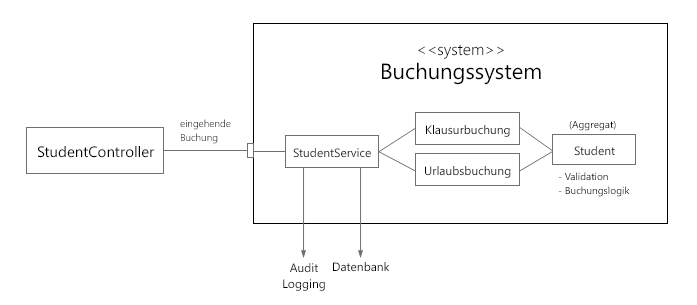 <<system>>
Buchungssystem
eingehende
Buchung
StudentController
StudentService
Klausurbuchung
Urlaubsbuchung
(Aggregat)
Student
- Validation
- Buchungslogik
Audit
Logging
Datenbank